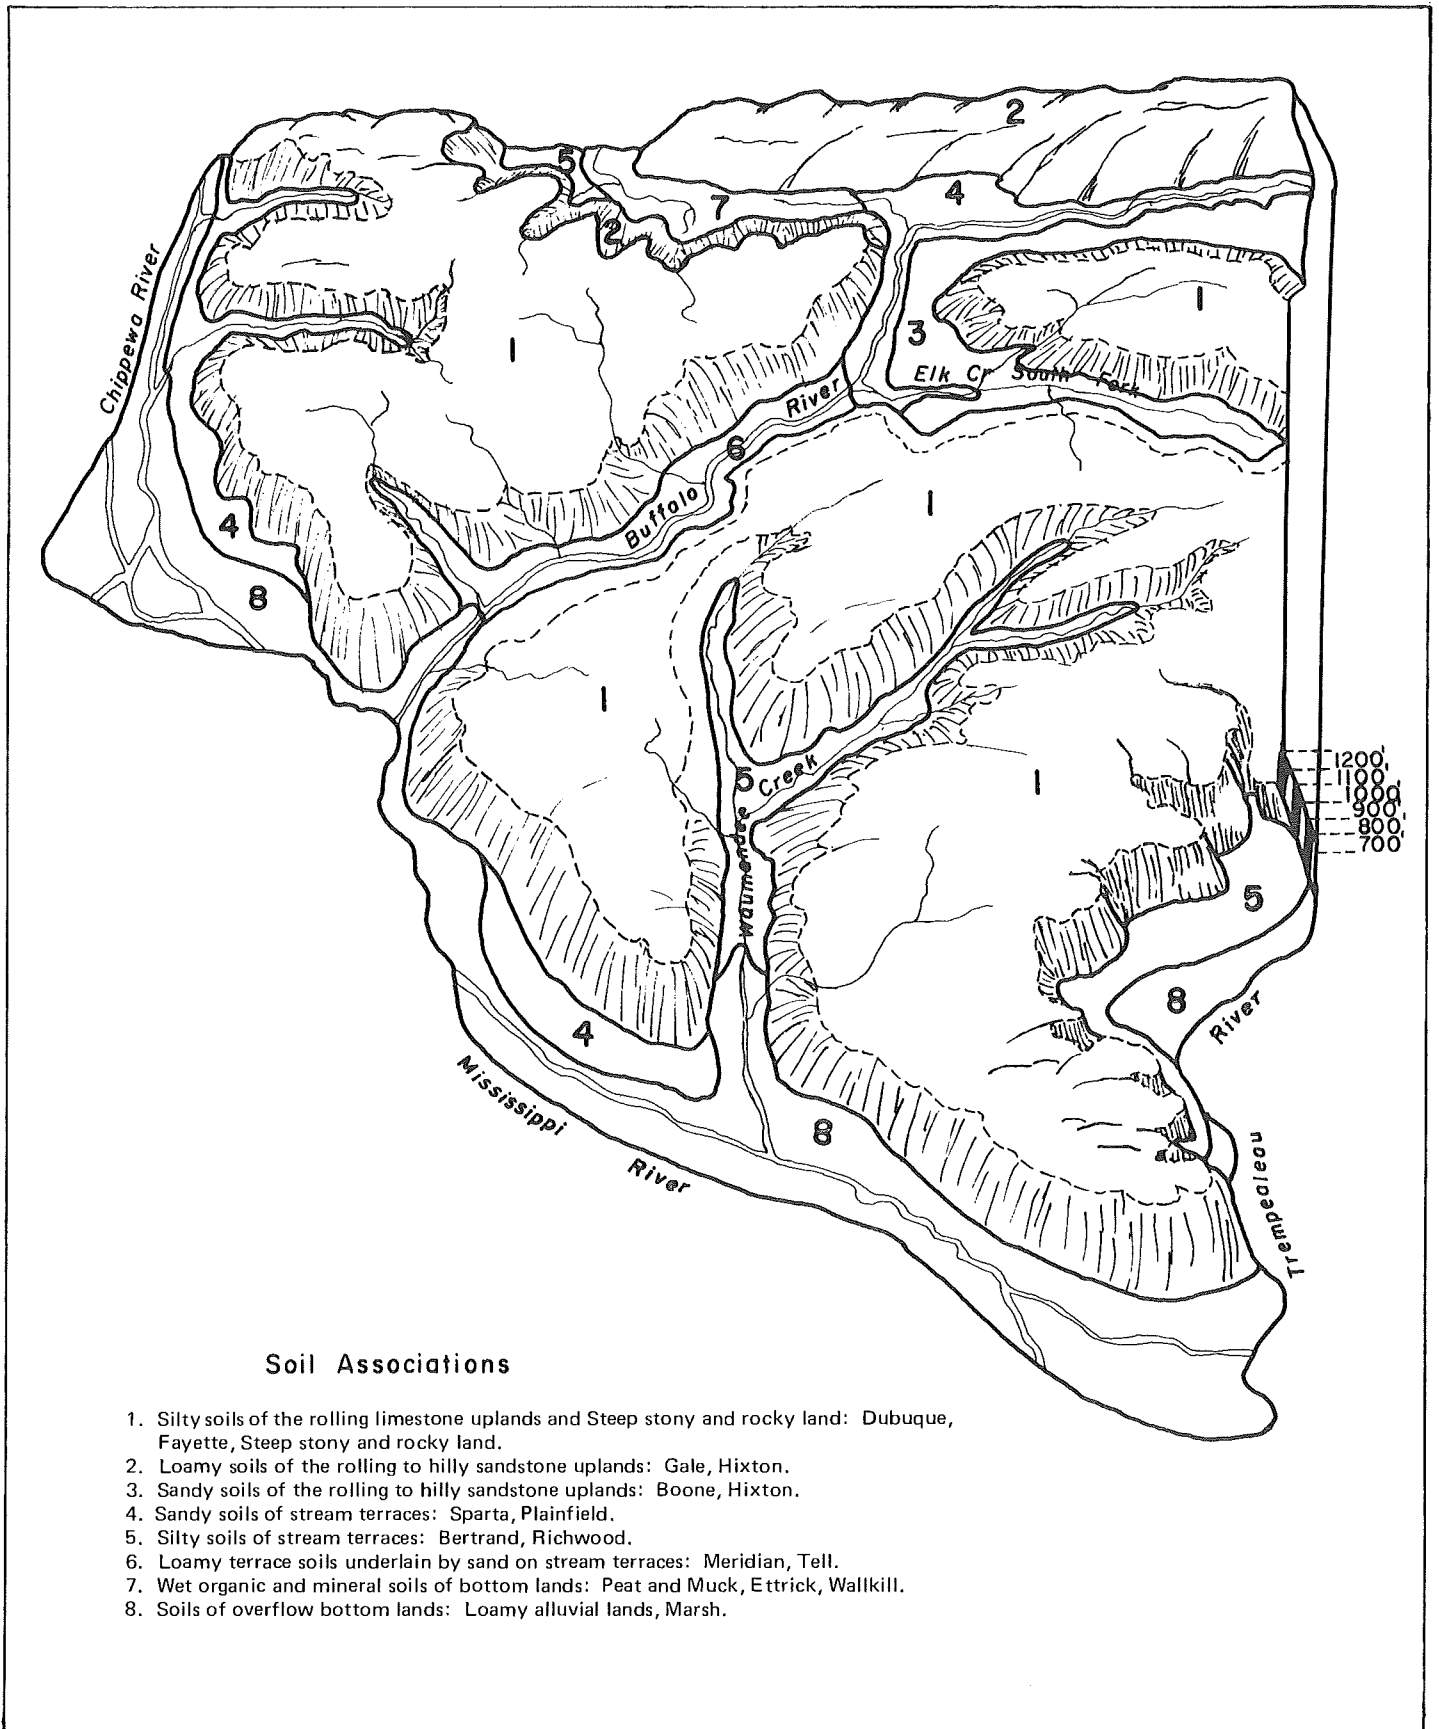 2
5
4
7
2
Chippewa River
1
3
1
Elk Cr South Fork
River
6
1
Buffalo
4
8
1
5
Creek
1
1200'
1100'
1000'
900'
800'
700'
Waumandee
5
8
River
4
Mississippi
River
8
Trempealeau
Soil Associations
1. Silty soils of the rolling limestone uplands and Steep stony and rocky land: Dubuque,
Fayette, Steep stony and rocky land.
2. Loamy soils of the rolling to hilly sandstone uplands: Gale, Hixton.
3. Sandy soils of the rolling to hilly sandstone uplands: Boone, Hixton.
4. Sandy soils of stream terraces: Sparta, Plainfield.
5. Silty soils of stream terraces: Bertrand, Richwood.
6. Loamy terrace soils underlain by sand on stream terraces: Meridian, Tell.
7. Wet organic and mineral soils of bottom lands: Peat and Muck, Ettrick, Wallkill.
8. Soils of overflow bottom lands: Loamy alluvial lands, Marsh.